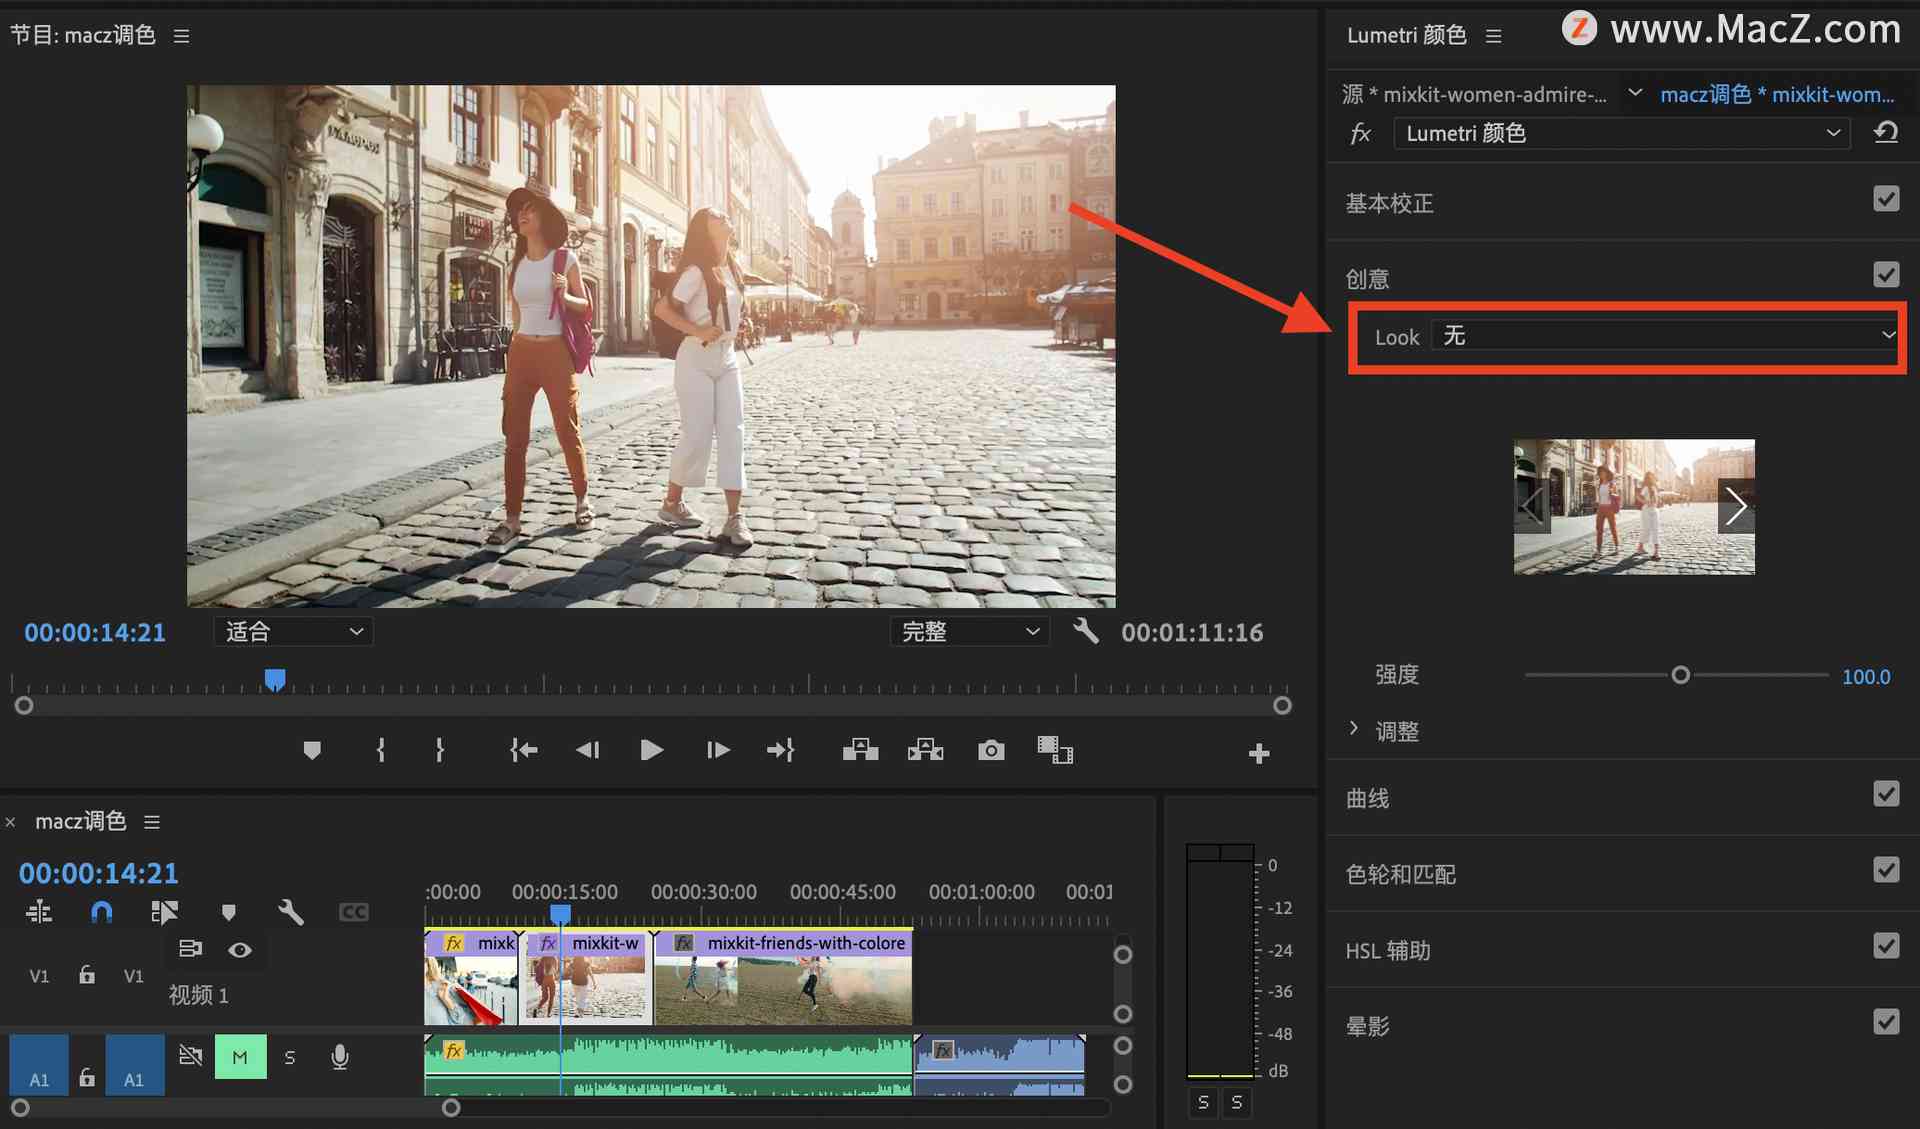 节目: macz调色
Lumetri 颜色
Z www.MacZ.com
源 * mixkit-women-admire-...
macz调色 * mixkit-wom...
fx
Lumetri 颜色
基本校正
创意
Look
无
强度
100.0
调整
曲线
色轮和匹配
HSL 辅助
晕影
00:00:14:21
适合
完整
00:01:11:16
macz调色
00:00:14:21
:00:00
00:00:15:00
00:00:30:00
00:00:45:00
00:01:00:00
00:01
CC
fx mixk
fx mixkit-w
fx mixkit-friends-with-colore
V1
V1
视频 1
A1
A1
M
S
fx
fx
0
-12
-24
-36
-48
dB
S
S